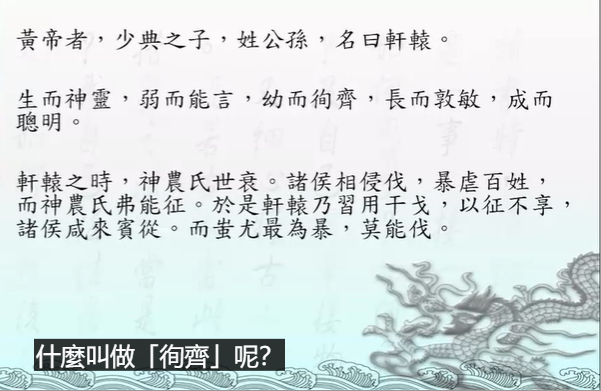 黃帝者，少典之子，姓公孫，名曰軒轅。
生而神靈，弱而能言，幼而徇齊，長而敦敏，成而
聰明。
軒轅之時，神農氏世衰。諸侯相侵伐，暴虐百姓，
而神農氏弗能征。於是軒轅乃習用干戈，以征不享，
諸侯咸來賓從。而蚩尤最為暴，莫能伐。
什麼叫做「徇齊」呢？